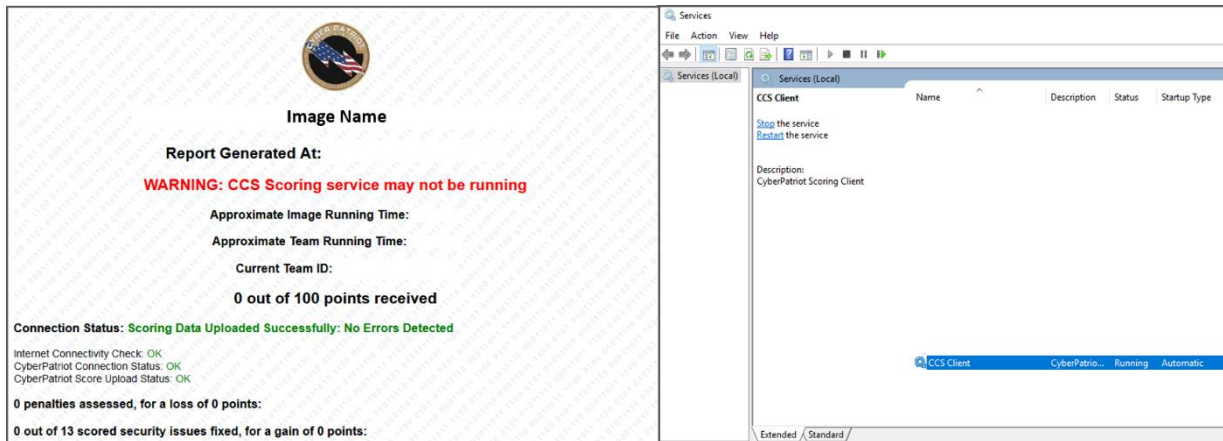 CYBER PATRIOT
Image Name
Report Generated At:
WARNING: CCS Scoring service may not be running
Approximate Image Running Time:
Approximate Team Running Time:
Current Team ID:
0 out of 100 points received
Connection Status: Scoring Data Uploaded Successfully: No Errors Detected
Internet Connectivity Check: OK
CyberPatriot Connection Status: OK
CyberPatriot Score Upload Status: OK
0 penalties assessed, for a loss of 0 points:
0 out of 13 scored security issues fixed, for a gain of 0 points:
Services
File Action View Help
Services (Local)
Services (Local)
CCS Client
Name Description Status Startup Type
Stop the service
Restart the service
Description:
CyberPatriot Scoring Client
CCS Client CyberPatrio... Running Automatic
Extended Standard